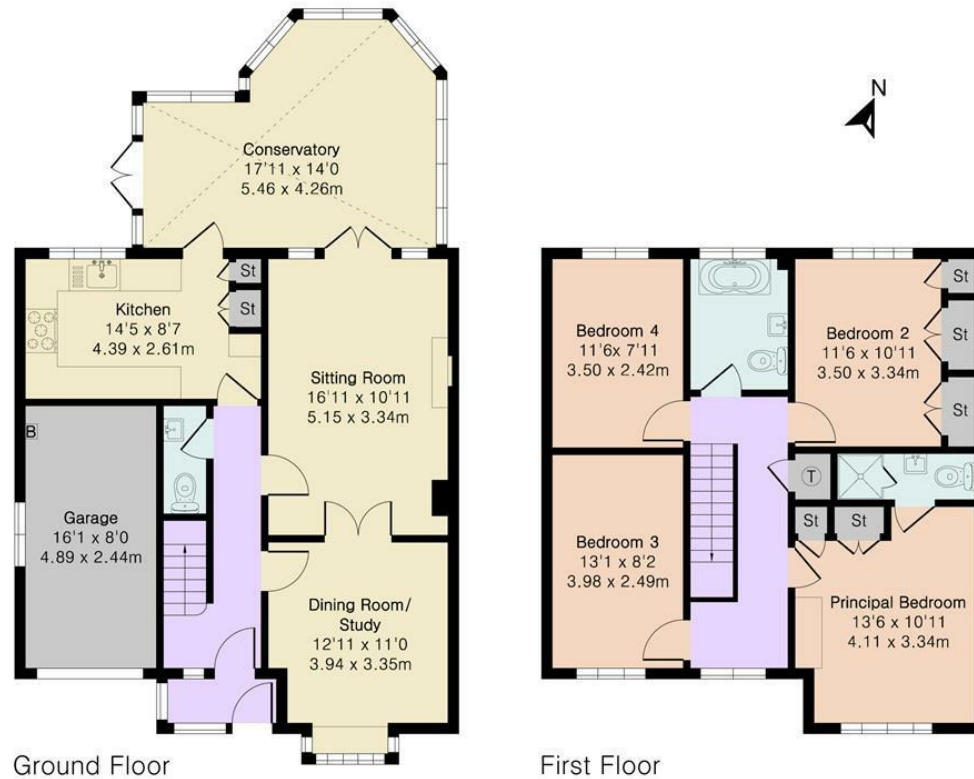 N
Conservatory
17'11 x 14'0
5.46 x 4.26m
St
St
Kitchen
14'5 x 8'7
4.39 x 2.61m
Sitting Room
16'11 x 10'11
5.15 x 3.34m
B
Garage
16'1 x 8'0
4.89 x 2.44m
Dining Room/
Study
12'11 x 11'0
3.94 x 3.35m
Ground Floor
Bedroom 4
11'6x 7'11
3.50 x 2.42m
Bedroom 2
11'6 x 10'11
3.50 x 3.34m
St
St
St
T
St
St
Bedroom 3
13'1 x 8'2
3.98 x 2.49m
Principal Bedroom
13'6 x 10'11
4.11 x 3.34m
First Floor